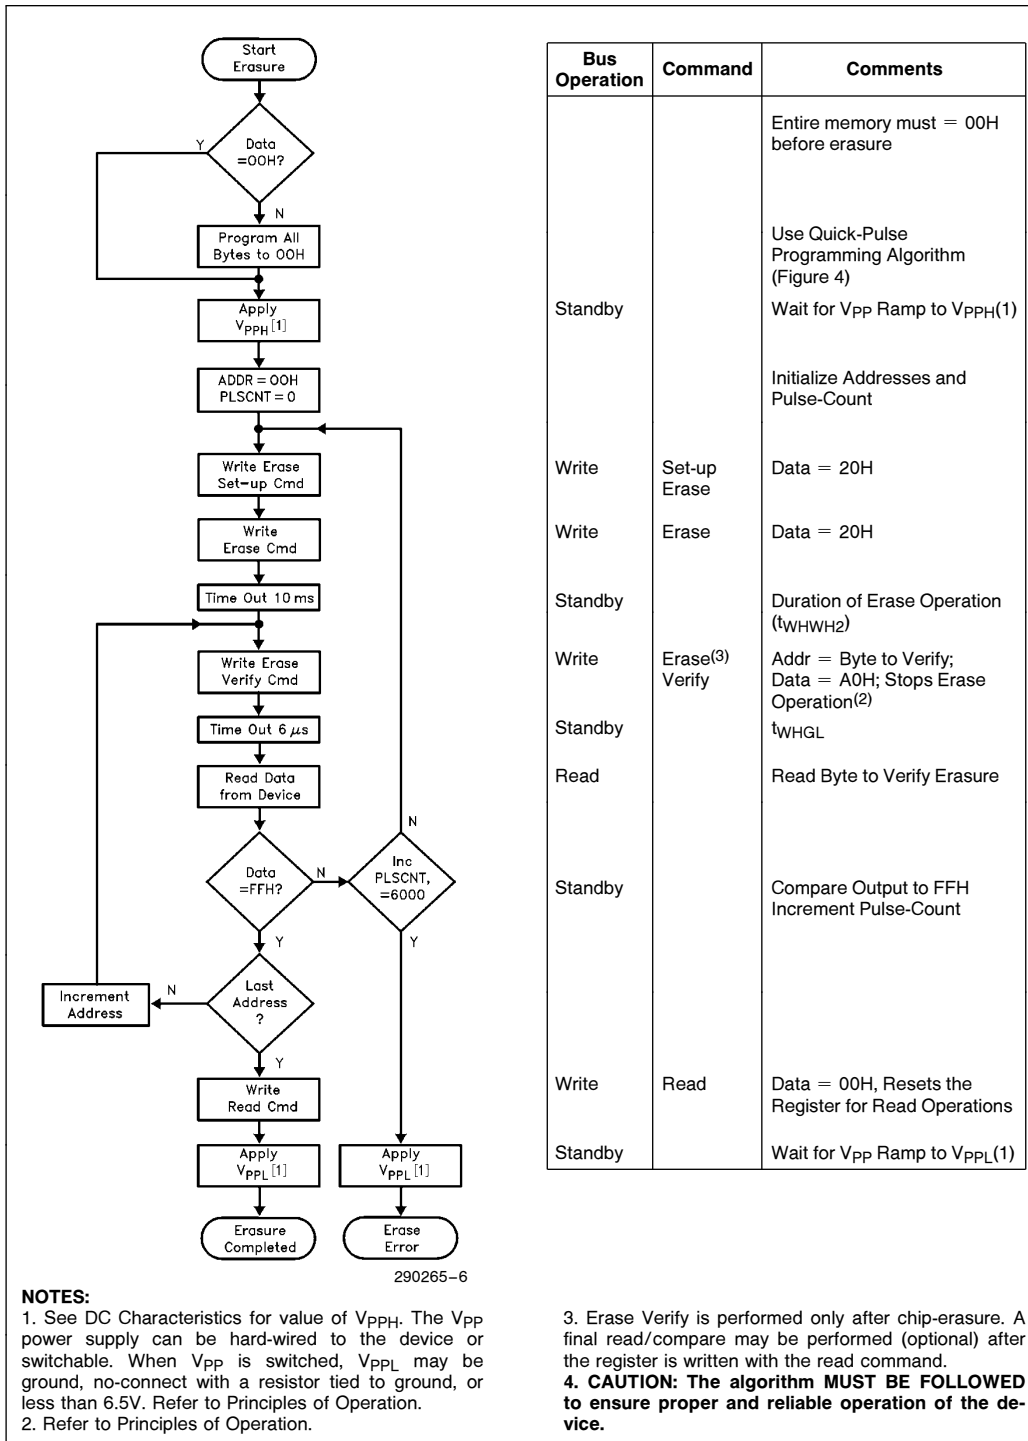 Start
Erasure
Data
=00H?
Y
N
Program All
Bytes to 00H
Apply
VPPH[1]
ADDR = 00H
PLSCNT = 0
Write Erase
Set-up Cmd
Write
Erase Cmd
Time Out 10 ms
Write Erase
Verify Cmd
Time Out 6 μs
Read Data
from Device
Data
=FFH?
N
Y
Inc
PLSCNT,
=6000
N
Y
Last
Address
?
N
Y
Increment
Address
Write
Read Cmd
Apply
VPPL[1]
Apply
VPPL[1]
Erasure
Completed
Erase
Error
290265–6
Bus
Operation
Command
Comments
Entire memory must = 00H
before erasure
Use Quick-Pulse
Programming Algorithm
(Figure 4)
Standby
Wait for VPP Ramp to VPPH(1)
Initialize Addresses and
Pulse-Count
Write
Set-up
Erase
Data = 20H
Write
Erase
Data = 20H
Standby
Duration of Erase Operation
(tWHWH2)
Write
Erase(3)
Verify
Addr = Byte to Verify;
Data = A0H; Stops Erase
Operation(2)
Standby
tWHGL
Read
Read Byte to Verify Erasure
Standby
Compare Output to FFH
Increment Pulse-Count
Write
Read
Data = 00H, Resets the
Register for Read Operations
Standby
Wait for VPP Ramp to VPPL(1)
NOTES:
1. See DC Characteristics for value of VPPH. The VPP
power supply can be hard-wired to the device or
switchable. When VPP is switched, VPPL may be
ground, no-connect with a resistor tied to ground, or
less than 6.5V. Refer to Principles of Operation.
2. Refer to Principles of Operation.
3. Erase Verify is performed only after chip-erasure. A
final read/compare may be performed (optional) after
the register is written with the read command.
4. CAUTION: The algorithm MUST BE FOLLOWED
to ensure proper and reliable operation of the de-
vice.